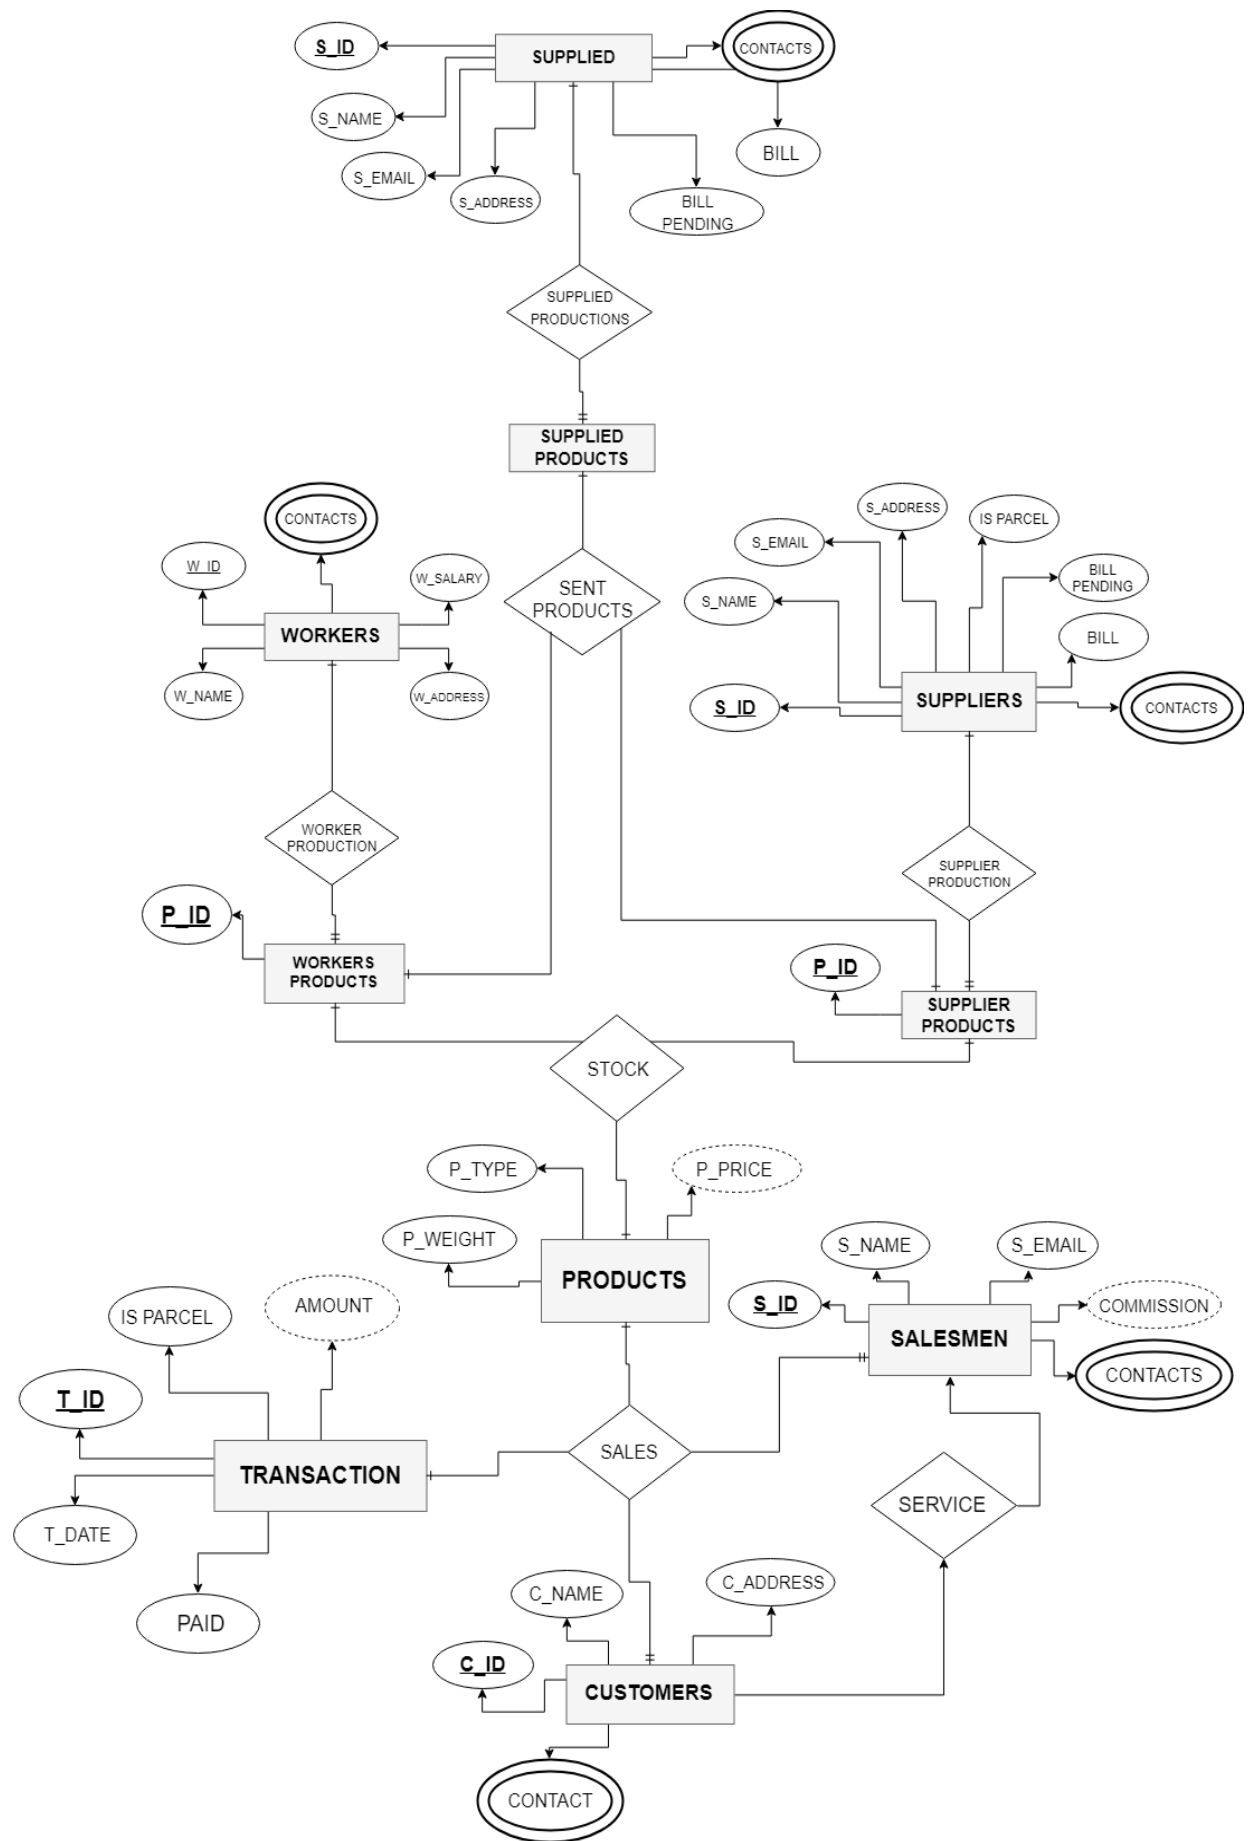 S_ID
SUPPLIED
CONTACTS
S_NAME
BILL
S_EMAIL
S_ADDRESS
BILL
PENDING
SUPPLIED
PRODUCTIONS
SUPPLIED
PRODUCTS
CONTACTS
S_ADDRESS
IS PARCEL
S_EMAIL
W_ID
W_SALARY
SENT
PRODUCTS
BILL
PENDING
S_NAME
WORKERS
BILL
W_NAME
W_ADDRESS
SUPPLIERS
S_ID
CONTACTS
WORKER
PRODUCTION
SUPPLIER
PRODUCTION
P_ID
WORKERS
PRODUCTS
P_ID
SUPPLIER
PRODUCTS
STOCK
P_TYPE
P_PRICE
P_WEIGHT
S_NAME
S_EMAIL
PRODUCTS
IS PARCEL
AMOUNT
S_ID
COMMISSION
SALESMEN
CONTACTS
T_ID
SALES
TRANSACTION
SERVICE
T_DATE
C_NAME
C_ADDRESS
PAID
C_ID
CUSTOMERS
CONTACT